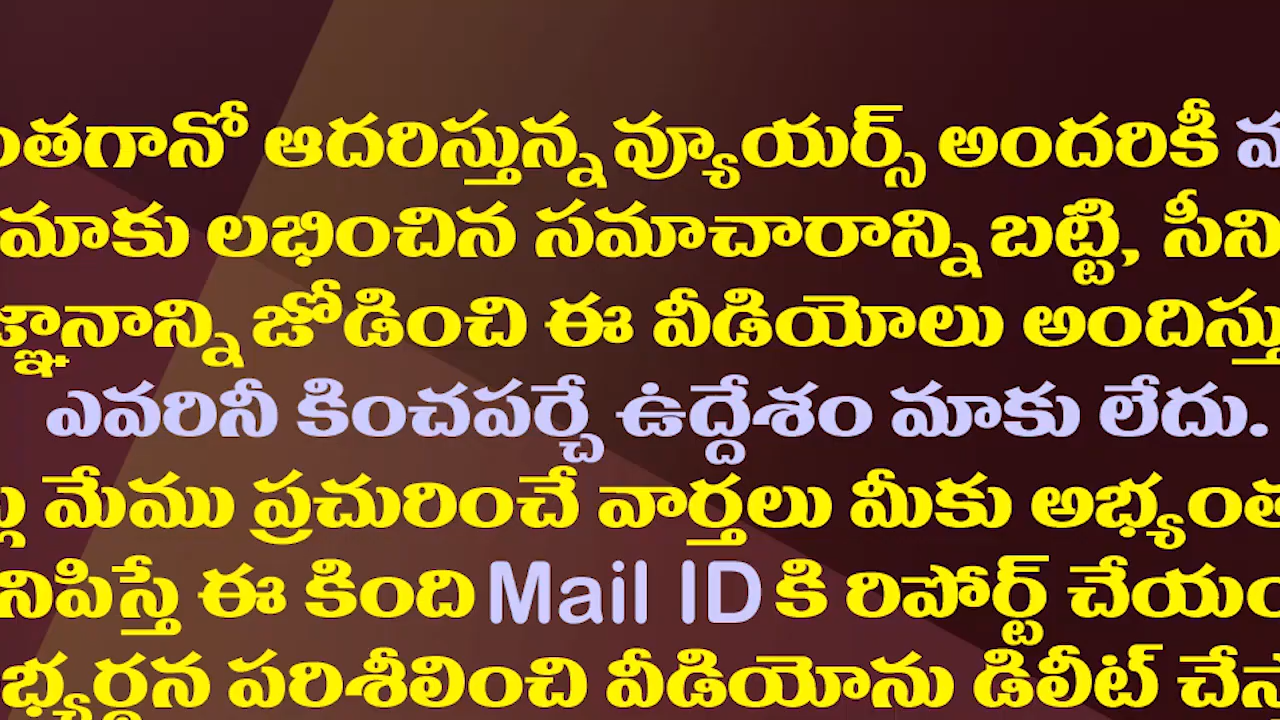 ఆదరిస్తున్న వ్యూయర్స్ అందరికీ
మాకు లభించిన సమాచారాన్ని బట్టి,
జోడించి ఈ వీడియోలు
ఎవరినీ కించపర్చే ఉద్దేశం మాకు లేదు.
మేము ప్రచురించే వార్తలు మీకు
ఈ కింది Mail ID కి రిపోర్ట్
పరిశీలించి వీడియోను డిలీట్